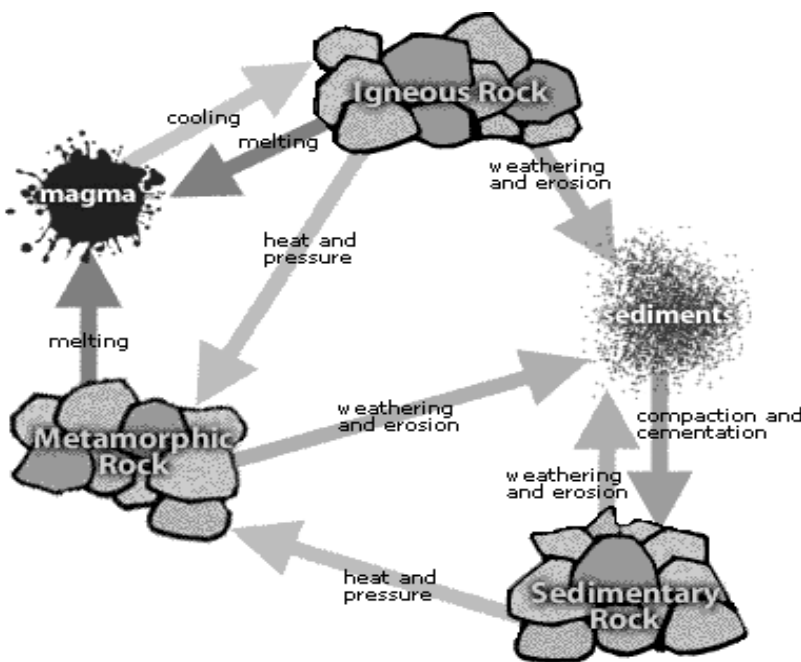 Igneous Rock
cooling
melting
weathering
and erosion
magma
heat and
pressure
sediments
melting
weathering
and erosion
compaction and
cementation
Metamorphic
Rock
weathering
and erosion
heat and
pressure
Sedimentary
Rock